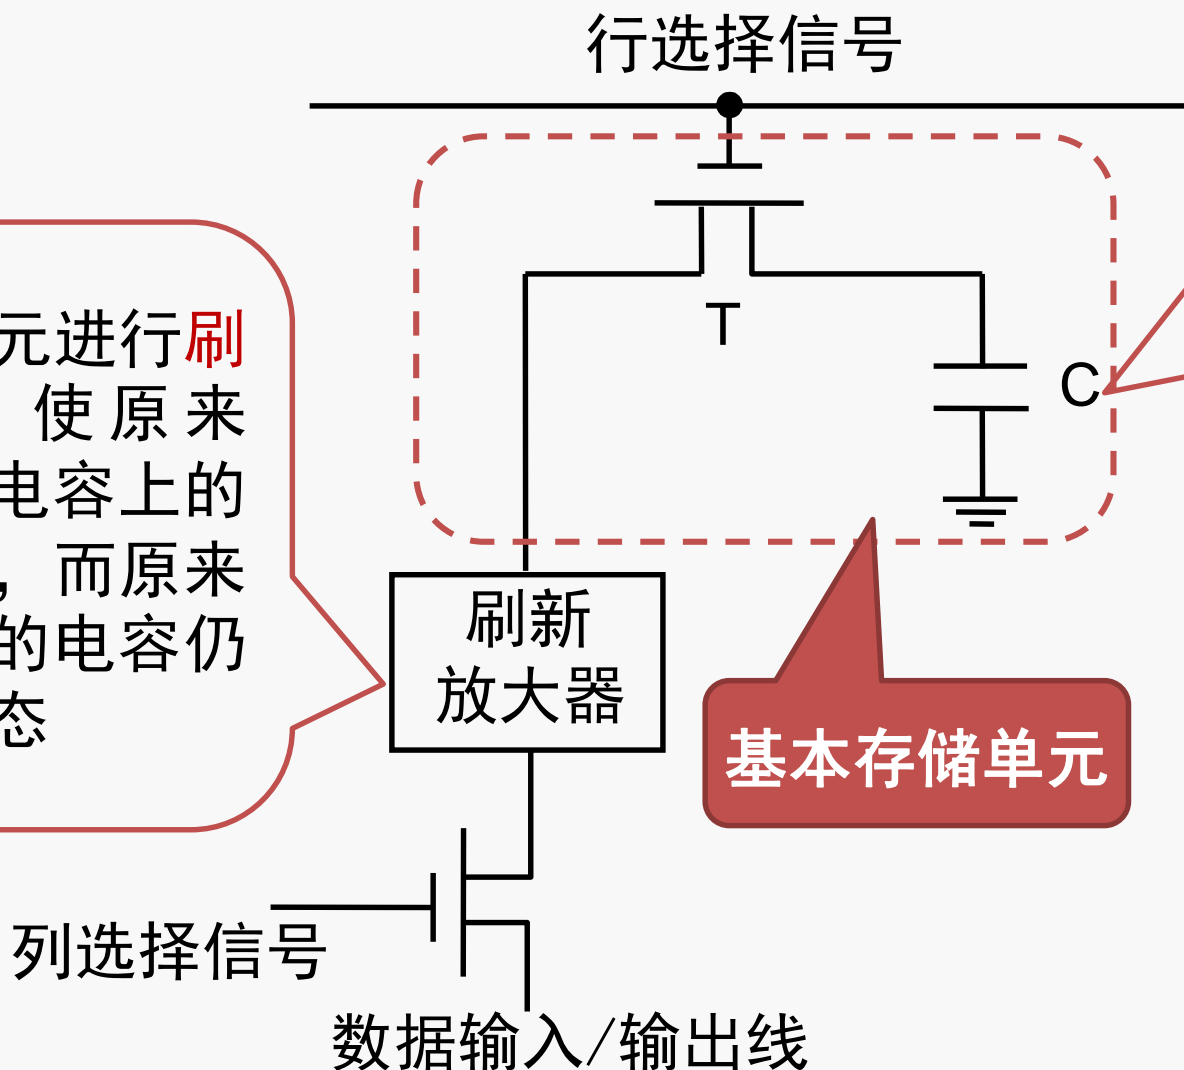 行选择信号
元进行刷
使原来
电容上的
，而原来
的电容仍
态
T
C
刷新
放大器
基本存储单元
列选择信号
数据输入/输出线